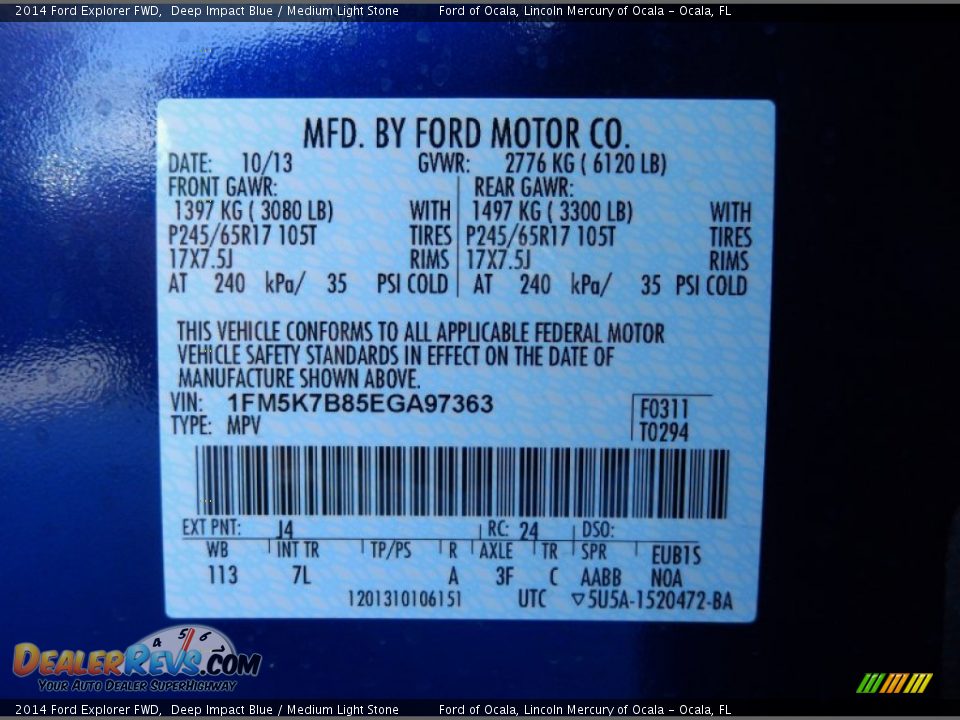 2014 Ford Explorer FWD, Deep Impact Blue / Medium Light Stone Ford of Ocala, Lincoln Mercury of Ocala - Ocala, FL
MFD. BY FORD MOTOR CO.
DATE: 10/13 GVWR: 2776 KG ( 6120 LB)
FRONT GAWR: REAR GAWR:
1397 KG ( 3080 LB) WITH 1497 KG ( 3300 LB) WITH
P245/65R17 105T TIRES P245/65R17 105T TIRES
17X7.5J RIMS 17X7.5J RIMS
AT 240 kPa/ 35 PSI COLD AT 240 kPa/ 35 PSI COLD
THIS VEHICLE CONFORMS TO ALL APPLICABLE FEDERAL MOTOR
VEHICLE SAFETY STANDARDS IN EFFECT ON THE DATE OF
MANUFACTURE SHOWN ABOVE.
VIN: 1FM5K7B85EGA97363 F0311
TYPE: MPV T0294
EXT PNT: J4 RC: 24 DSO:
WB INT TR TP/PS R AXLE TR SPR EUB1S
113 7L A 3F C AABB NOA
1201310106151 UTC ▽5U5A-1520472-BA
4 5 6
DEALERREVS.COM
YOUR AUTO DEALER SUPERHIGHWAY
2014 Ford Explorer FWD, Deep Impact Blue / Medium Light Stone Ford of Ocala, Lincoln Mercury of Ocala - Ocala, FL